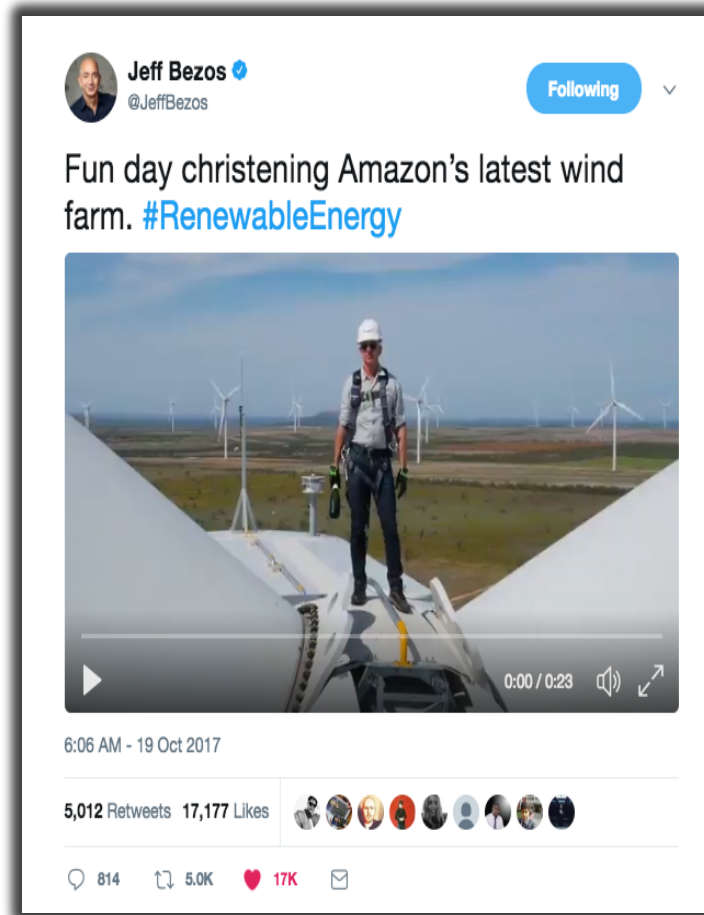 Jeff Bezos
@JeffBezos
Following
Fun day christening Amazon's latest wind
farm. #RenewableEnergy
0:00 / 0:23
6:06 AM - 19 Oct 2017
5,012 Retweets 17,177 Likes
814 5.0K 17K